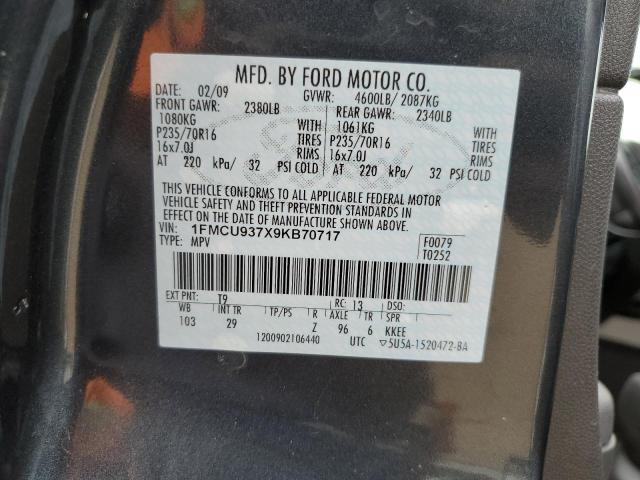 MFD. BY FORD MOTOR CO.
DATE: 02/09 GVWR: 4600LB/ 2087KG
FRONT GAWR: 2380LB REAR GAWR: 2340LB
1080KG 1061KG
P235/70R16 TIRES P235/70R16 TIRES
16x7.0J RIMS 16x7.0J RIMS
AT 220 kPa/ 32 PSI COLD AT 220 kPa/ 32 PSI COLD
THIS VEHICLE CONFORMS TO ALL APPLICABLE FEDERAL MOTOR
VEHICLE SAFETY AND THEFT PREVENTION STANDARDS IN
EFFECT ON THE DATE OF MANUFACTURE SHOWN ABOVE.
VIN: 1FMCU937X9KB70717 F0079
TYPE: MPV T0252
EXT PNT: T9 RC: 13 DSO:
WB INT TR TP/PS R AXLE TR SPR
103 29 Z 96 6 KKEE
1200902106440 UTC ▽5U5A-1520472-BA